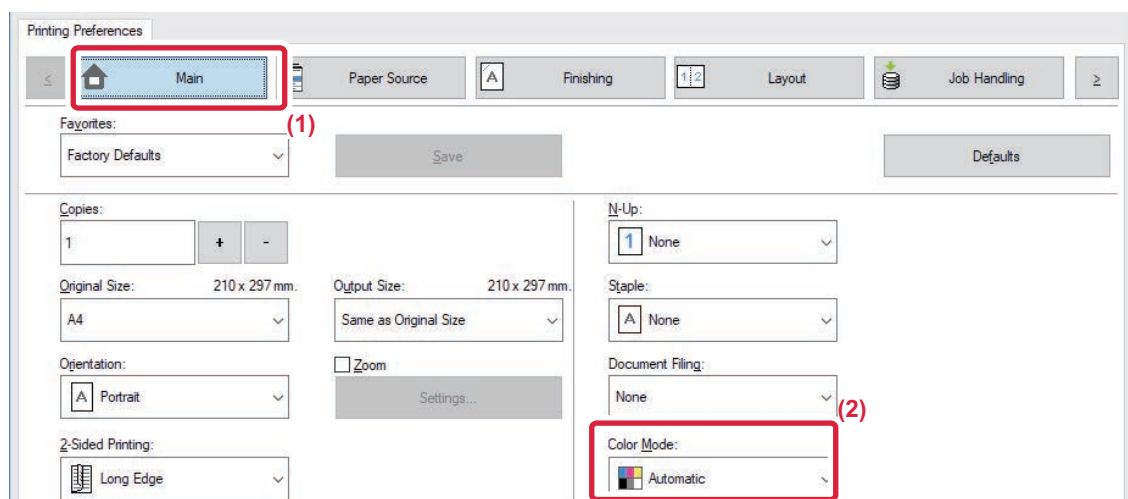 Printing Preferences
< Main Paper Source A Finishing 1 2 Layout Job Handling >
(1)
Favorites:
Factory Defaults Save Defaults
Copies: N-Up:
1 + - 1 None
Original Size: 210 x 297 mm. Output Size: 210 x 297 mm. Staple:
A4 Same as Original Size A None
Orientation: Zoom Document Filing:
A Portrait Settings... None
(2)
2-Sided Printing: Color Mode:
Long Edge Automatic